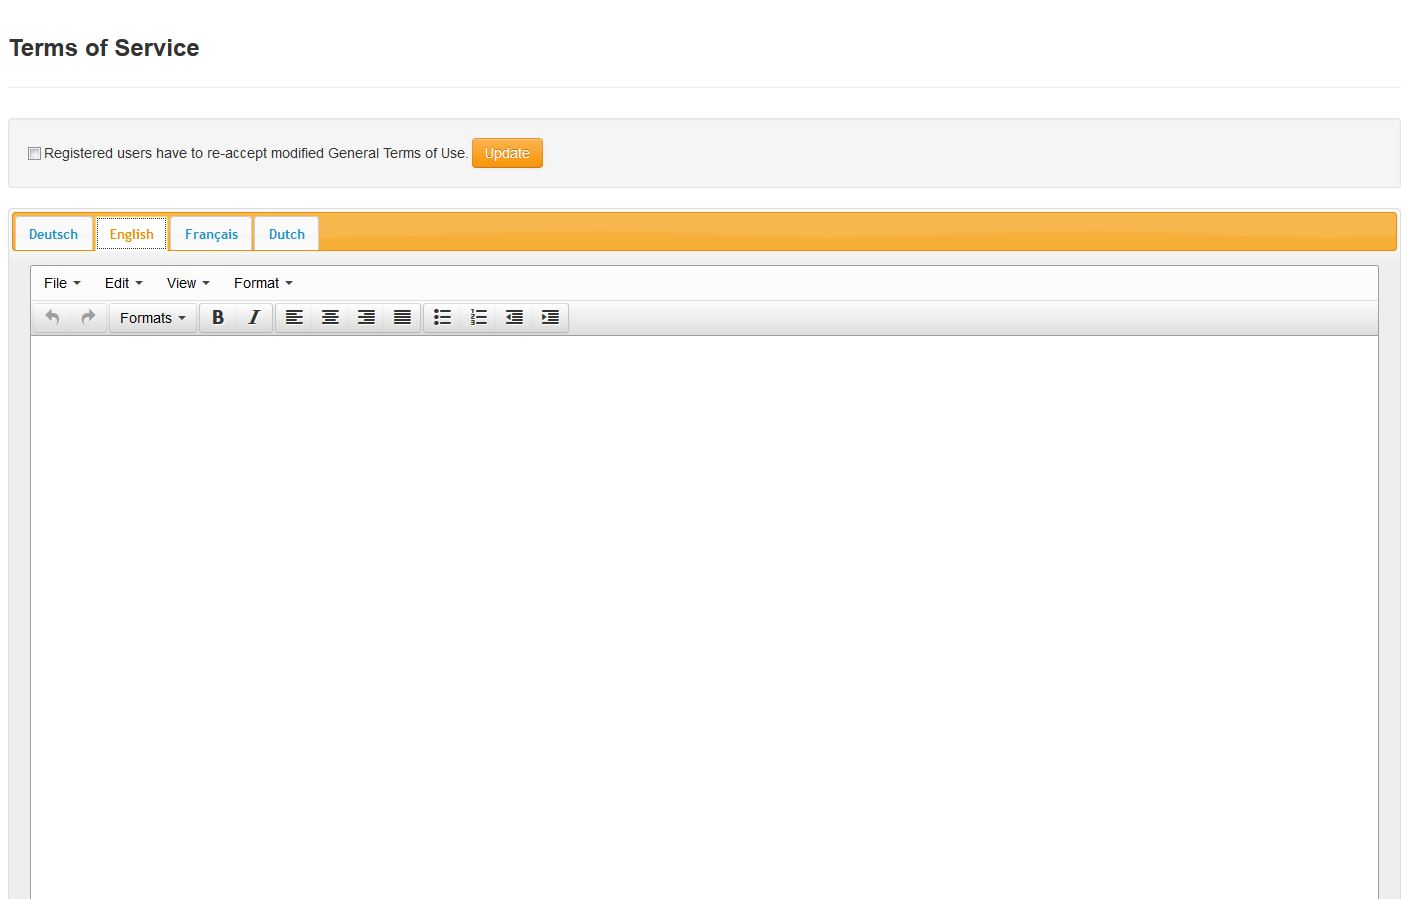 Terms of Service
Registered users have to re-accept modified General Terms of Use. Update
Deutsch English Français Dutch
File Edit View Format
Formats B I